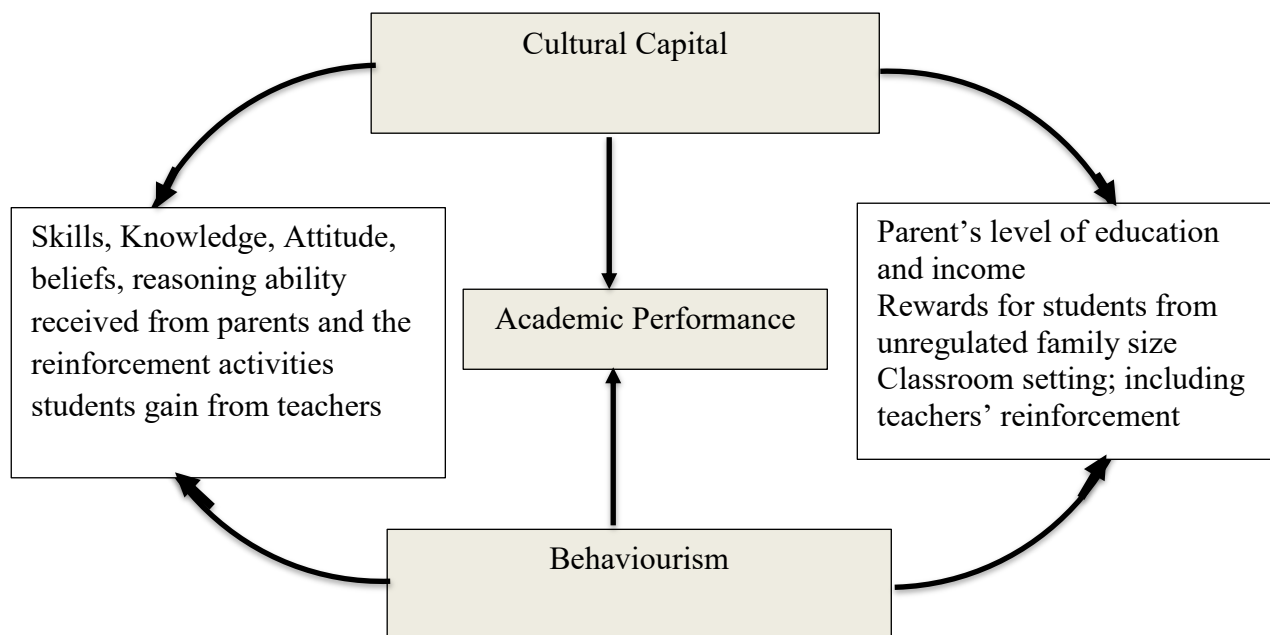 Cultural Capital
Skills, Knowledge, Attitude,
beliefs, reasoning ability
received from parents and the
reinforcement activities
students gain from teachers
Academic Performance
Parent’s level of education
and income
Rewards for students from
unregulated family size
Classroom setting; including
teachers’ reinforcement
Behaviourism